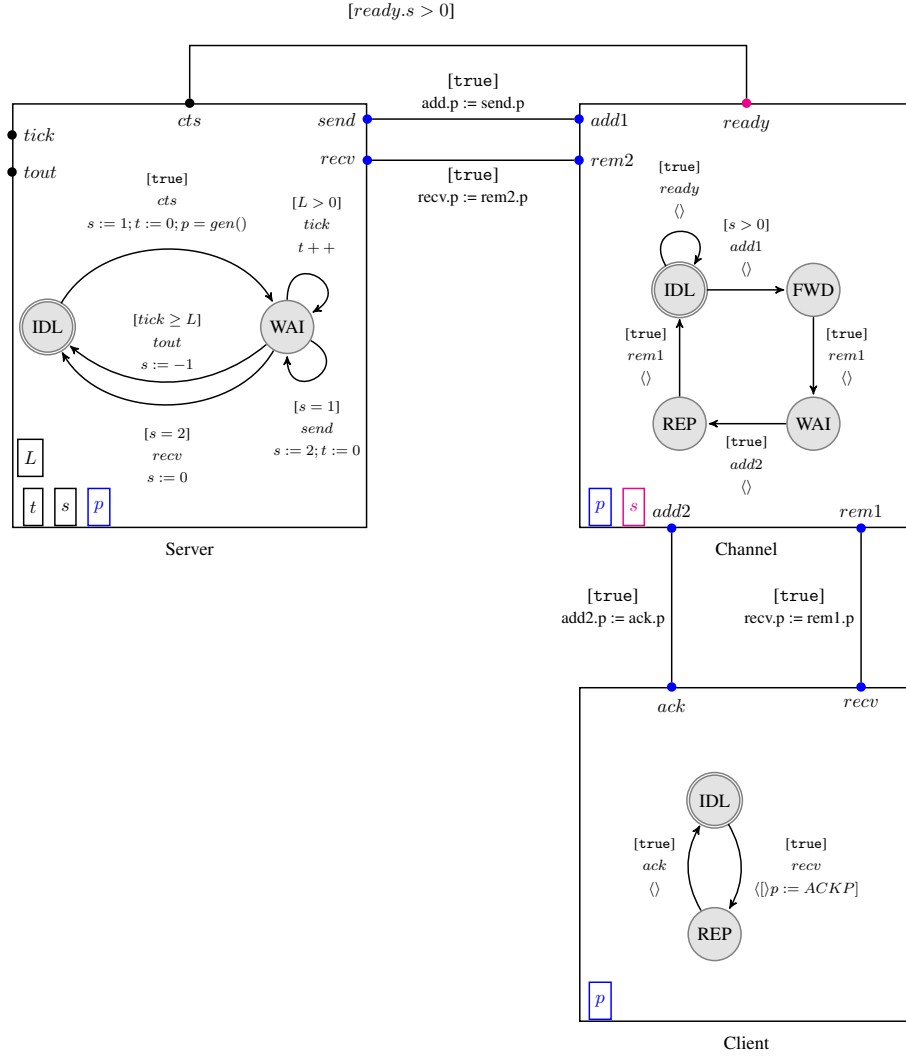 [ready.s > 0]
[true]
add.p := send.p
[true]
recv.p := rem2.p
cts
send
recv
tick
tout
[true]
cts
s := 1; t := 0; p = gen()
[L > 0]
tick
t + +
IDL
WAI
[tick ≥ L]
tout
s := −1
[s = 2]
recv
s := 0
[s = 1]
send
s := 2; t := 0
L
t
s
p
Server
add1
ready
rem2
[true]
ready
⟨⟩
[s > 0]
add1
⟨⟩
IDL
FWD
[true]
rem1
⟨⟩
[true]
rem1
⟨⟩
REP
WAI
[true]
add2
⟨⟩
p
s
add2
rem1
Channel
[true]
add2.p := ack.p
[true]
recv.p := rem1.p
ack
recv
IDL
[true]
ack
⟨⟩
[true]
recv
⟨[⟩p := ACKP]
REP
p
Client